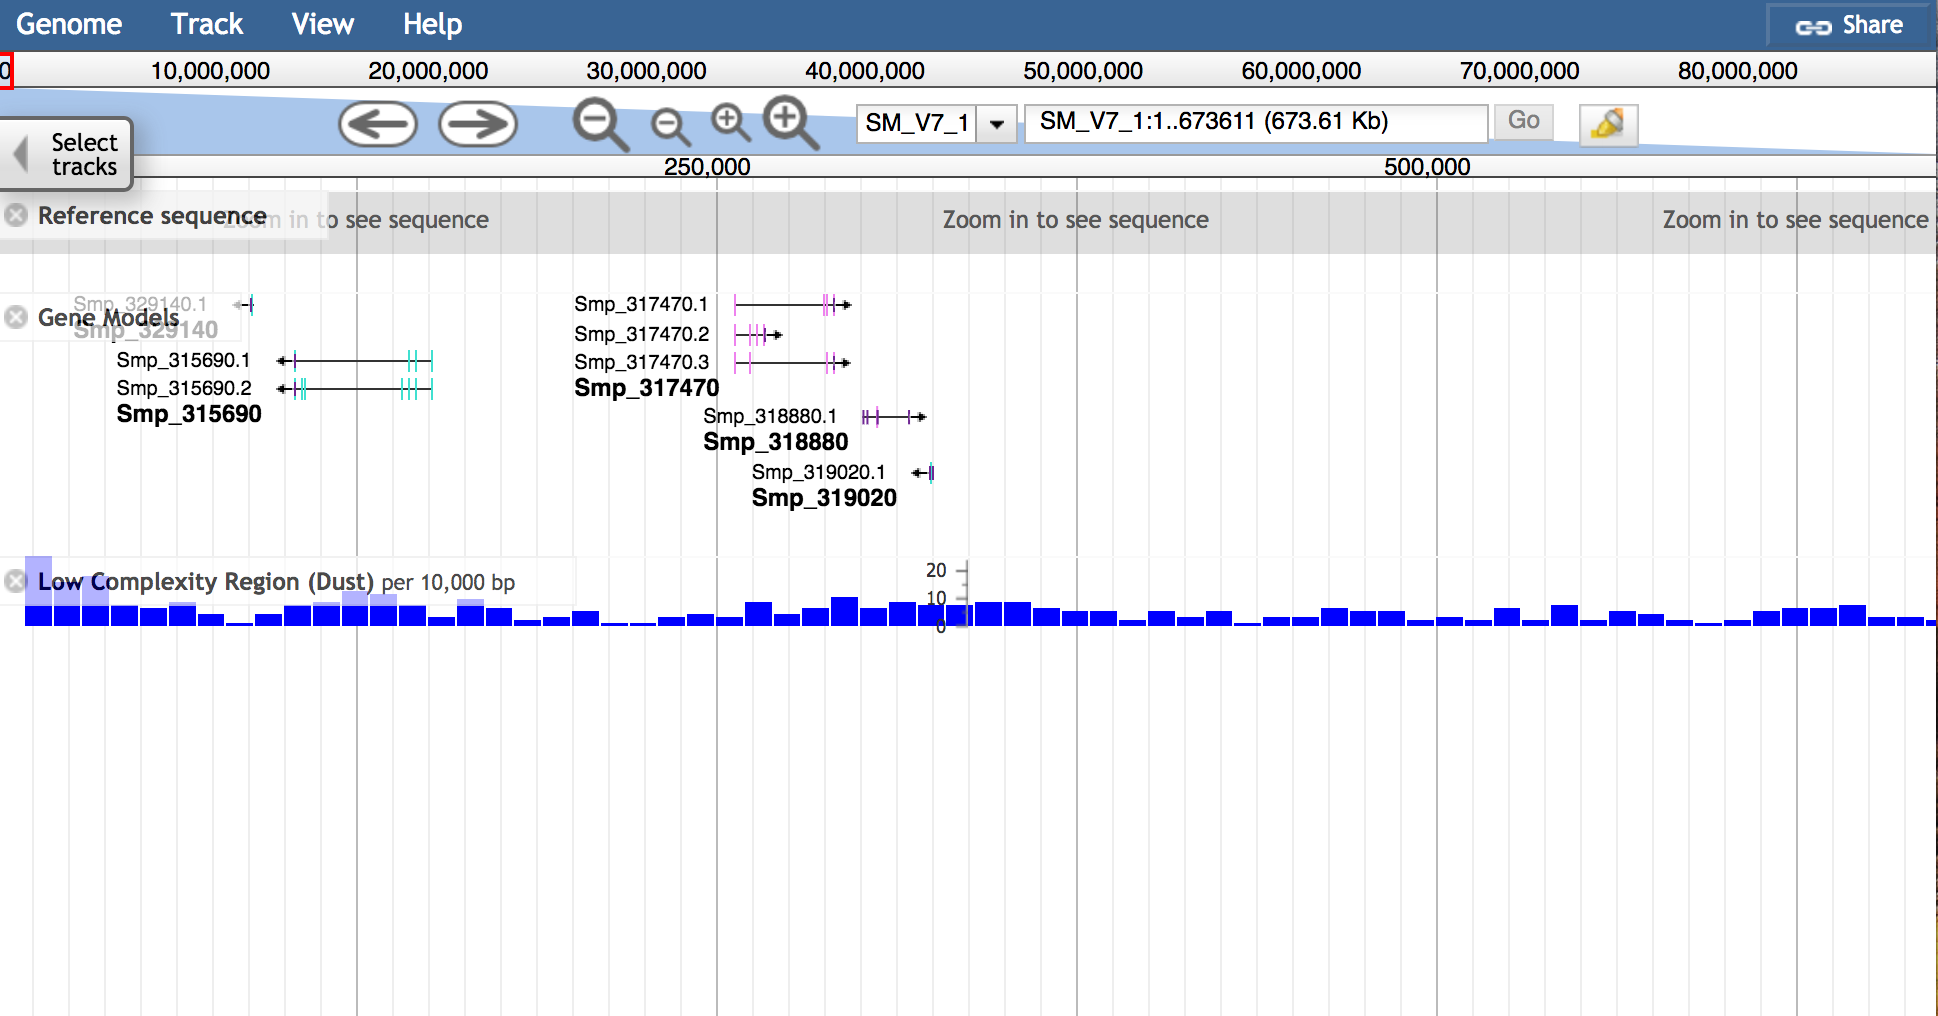 Genome Track View Help Share
0 10,000,000 20,000,000 30,000,000 40,000,000 50,000,000 60,000,000 70,000,000 80,000,000
Select tracks
SM_V7_1 SM_V7_1:1..673611 (673.61 Kb) Go
250,000 500,000
Reference sequence
Zoom in to see sequence Zoom in to see sequence Zoom in to see sequence
Gene Models
Smp_329140.1
Smp_329140
Smp_315690.1
Smp_315690.2
Smp_315690
Smp_317470.1
Smp_317470.2
Smp_317470.3
Smp_317470
Smp_318880.1
Smp_318880
Smp_319020.1
Smp_319020
Low Complexity Region (Dust) per 10,000 bp
20
10
0